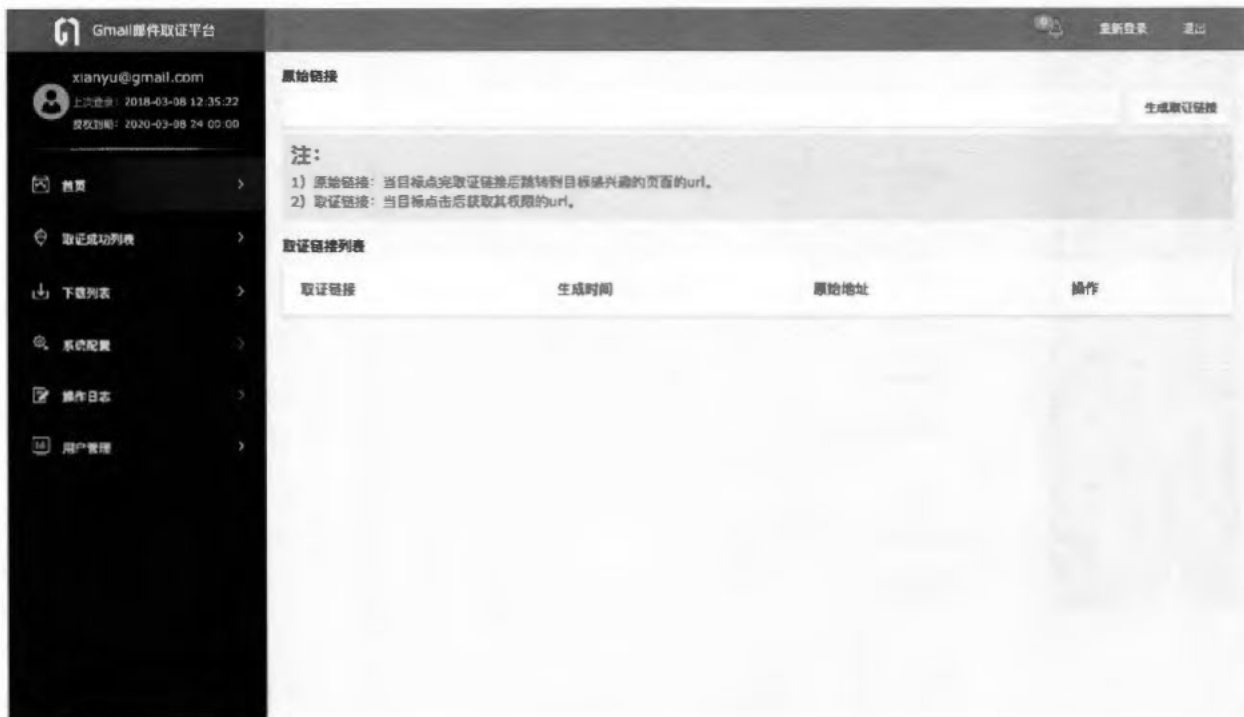 Gmail邮件取证平台
重新登录 退出
xianyu@gmail.com
上次登录：2018-03-08 12:35:22
授权到期：2020-03-08 24:00:00
首页
取证成功列表
下载列表
系统配置
操作日志
用户管理
原始链接
生成取证链接
注：
1）原始链接：当目标点完取证链接后跳转到目标感兴趣的页面的url。
2）取证链接：当目标点击后获取其权限的url。
取证链接列表
取证链接 生成时间 原始地址 操作